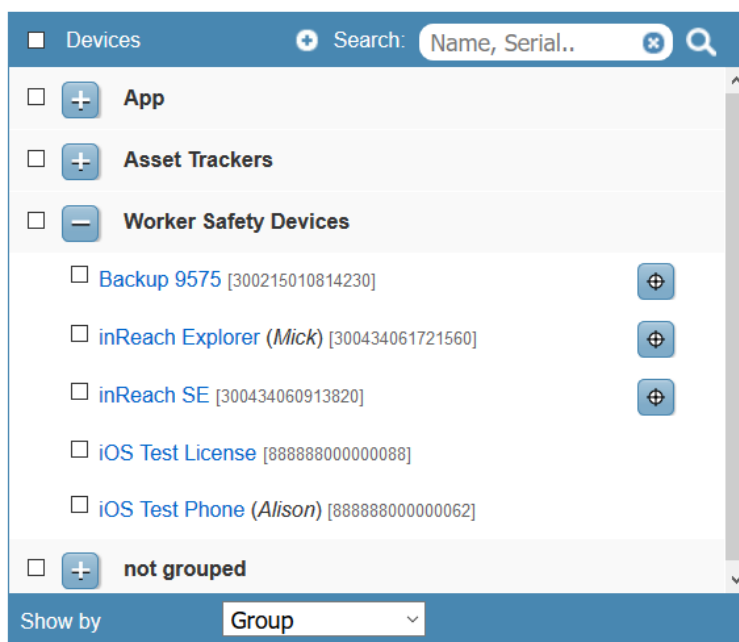 Devices Search: Name, Serial..
App
Asset Trackers
Worker Safety Devices
Backup 9575 [300215010814230]
inReach Explorer (Mick) [300434061721560]
inReach SE [300434060913820]
iOS Test License [888888000000088]
iOS Test Phone (Alison) [888888000000062]
not grouped
Show by Group